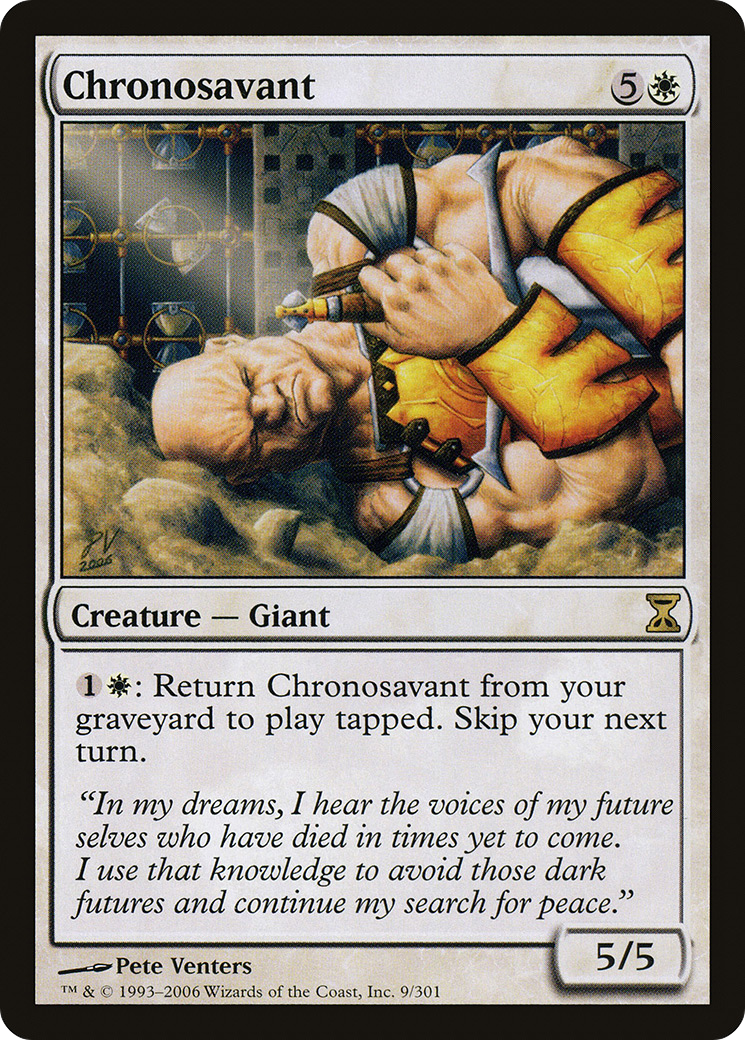 Chronosavant 5
PV
2006
Creature — Giant
1: Return Chronosavant from your
graveyard to play tapped. Skip your next
turn.
“In my dreams, I hear the voices of my future
selves who have died in times yet to come.
I use that knowledge to avoid those dark
futures and continue my search for peace.”
5/5
Pete Venters
™ & © 1993–2006 Wizards of the Coast, Inc. 9/301